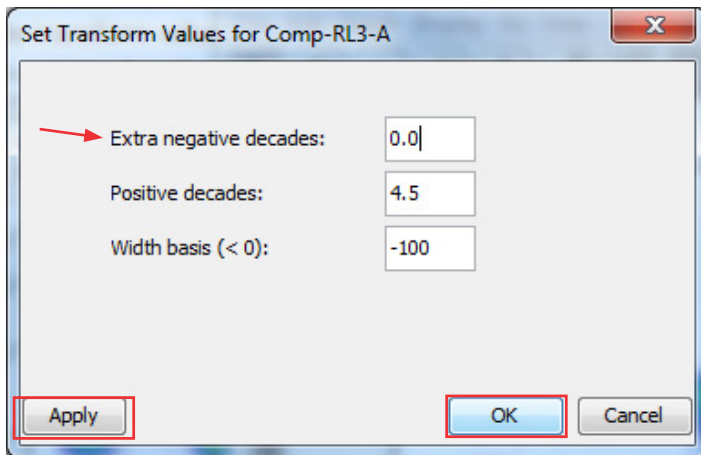 Set Transform Values for Comp-RL3-A
Extra negative decades: 0.0
Positive decades: 4.5
Width basis (< 0): -100
Apply OK Cancel